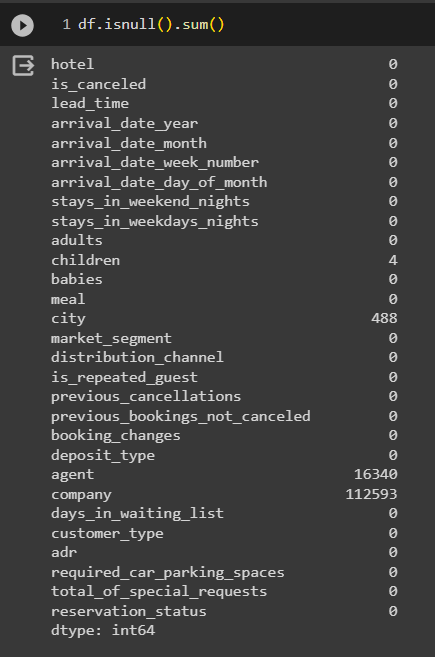 1 df.isnull().sum()
hotel 0
is_canceled 0
lead_time 0
arrival_date_year 0
arrival_date_month 0
arrival_date_week_number 0
arrival_date_day_of_month 0
stays_in_weekend_nights 0
stays_in_weekdays_nights 0
adults 0
children 4
babies 0
meal 0
city 488
market_segment 0
distribution_channel 0
is_repeated_guest 0
previous_cancellations 0
previous_bookings_not_canceled 0
booking_changes 0
deposit_type 0
agent 16340
company 112593
days_in_waiting_list 0
customer_type 0
adr 0
required_car_parking_spaces 0
total_of_special_requests 0
reservation_status 0
dtype: int64